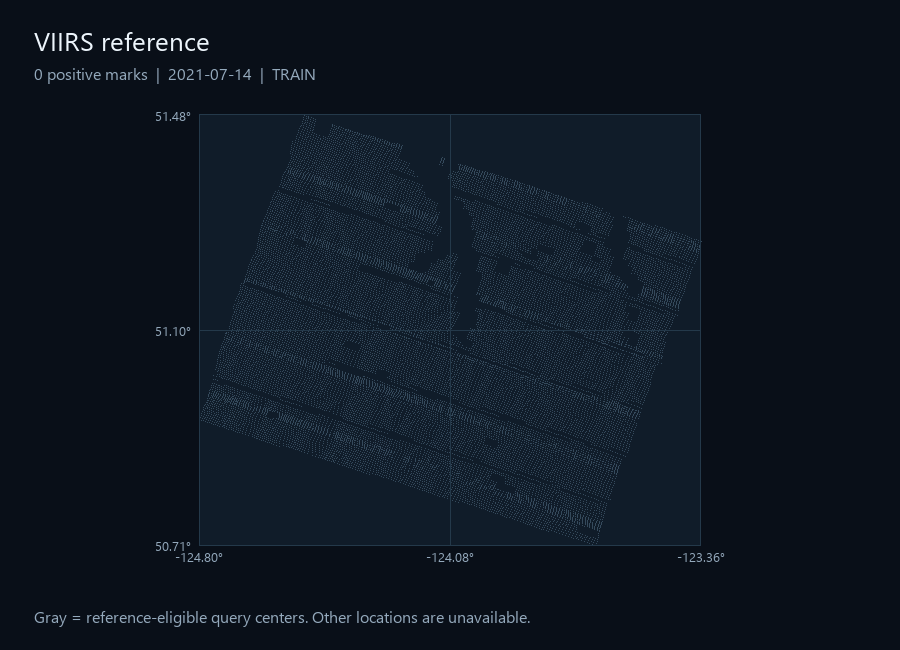 VIIRS reference
0 positive marks | 2021-07-14 | TRAIN
51.48°
51.10°
50.71°
-124.80°
-124.08°
-123.36°
Gray = reference-eligible query centers. Other locations are unavailable.